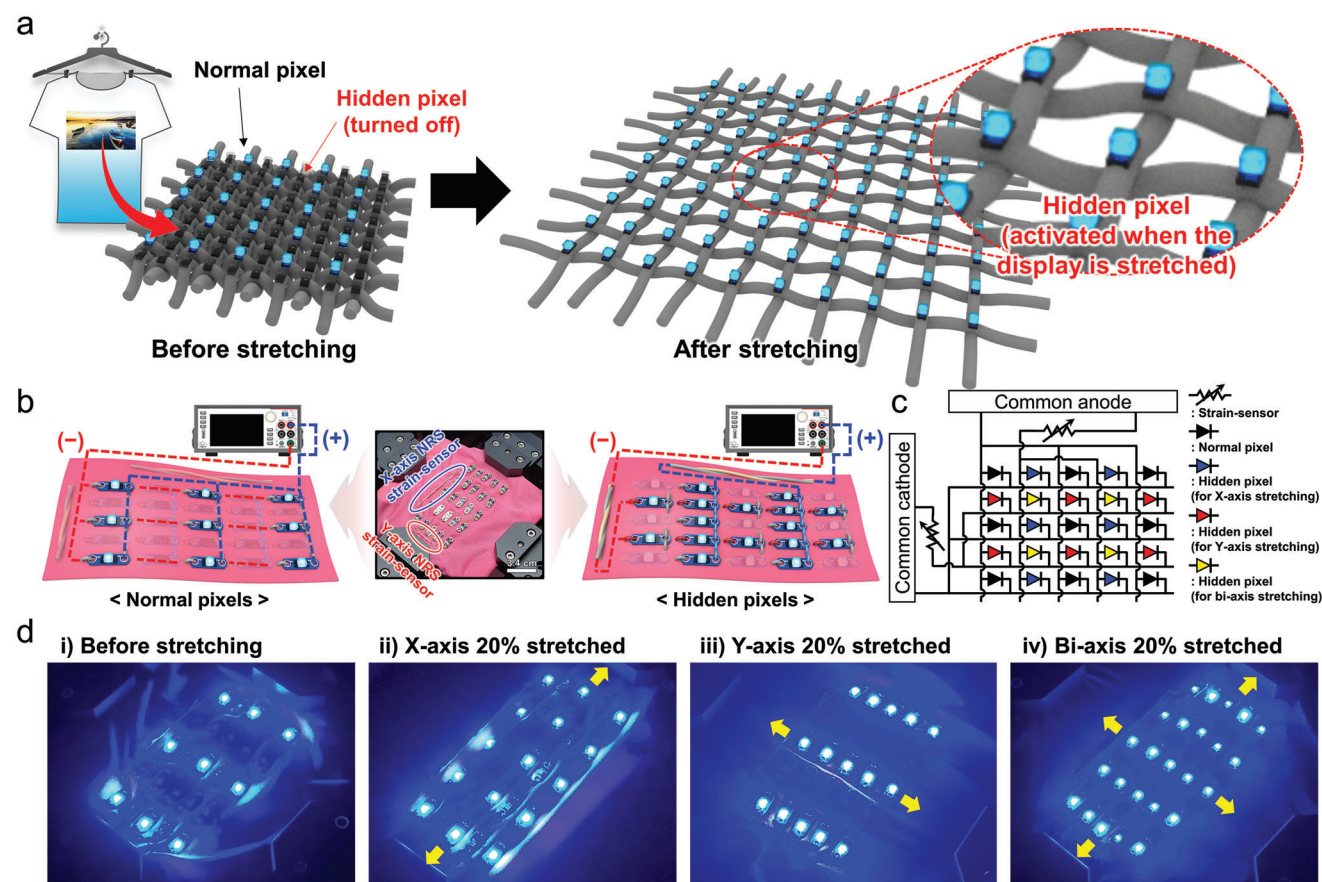 a
Normal pixel
Hidden pixel
(turned off)
Before stretching
After stretching
Hidden pixel
(activated when the
display is stretched)
b
(−)
(+)
< Normal pixels >
X-axis NRS
strain-sensor
Y-axis NRS
strain-sensor
3.4 cm
(−)
(+)
< Hidden pixels >
c
Common anode
Common cathode
: Strain-sensor
: Normal pixel
: Hidden pixel
(for X-axis stretching)
: Hidden pixel
(for Y-axis stretching)
: Hidden pixel
(for bi-axis stretching)
d
i) Before stretching
ii) X-axis 20% stretched
iii) Y-axis 20% stretched
iv) Bi-axis 20% stretched